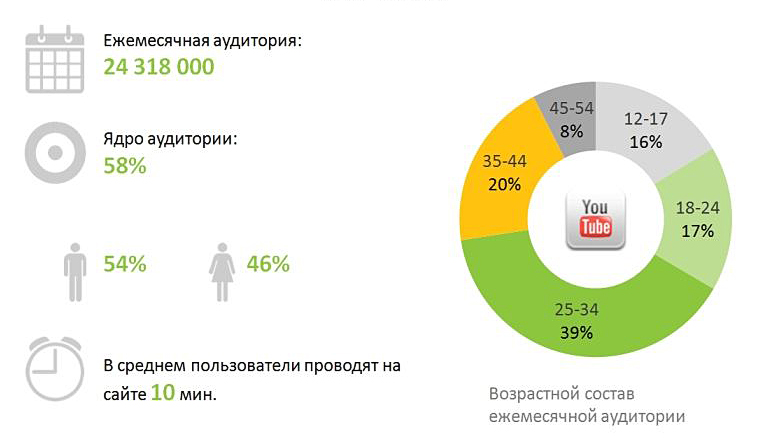 Ежемесячная аудитория:
24 318 000
Ядро аудитории:
58%
54%
46%
В среднем пользователи проводят на
сайте 10 мин.
45-54
8%
12-17
16%
35-44
20%
18-24
17%
You
Tube
25-34
39%
Возрастной состав
ежемесячной аудитории